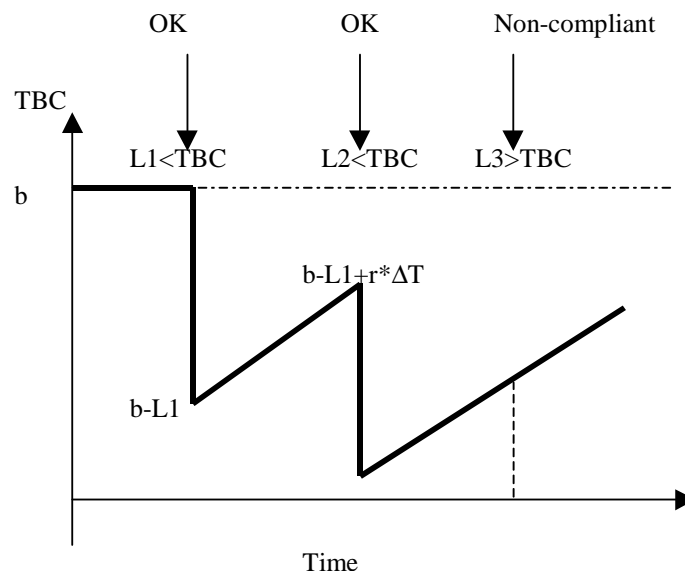 OK OK Non-compliant
TBC
L1<TBC L2<TBC L3>TBC
b
b-L1+r*ΔT
b-L1
Time